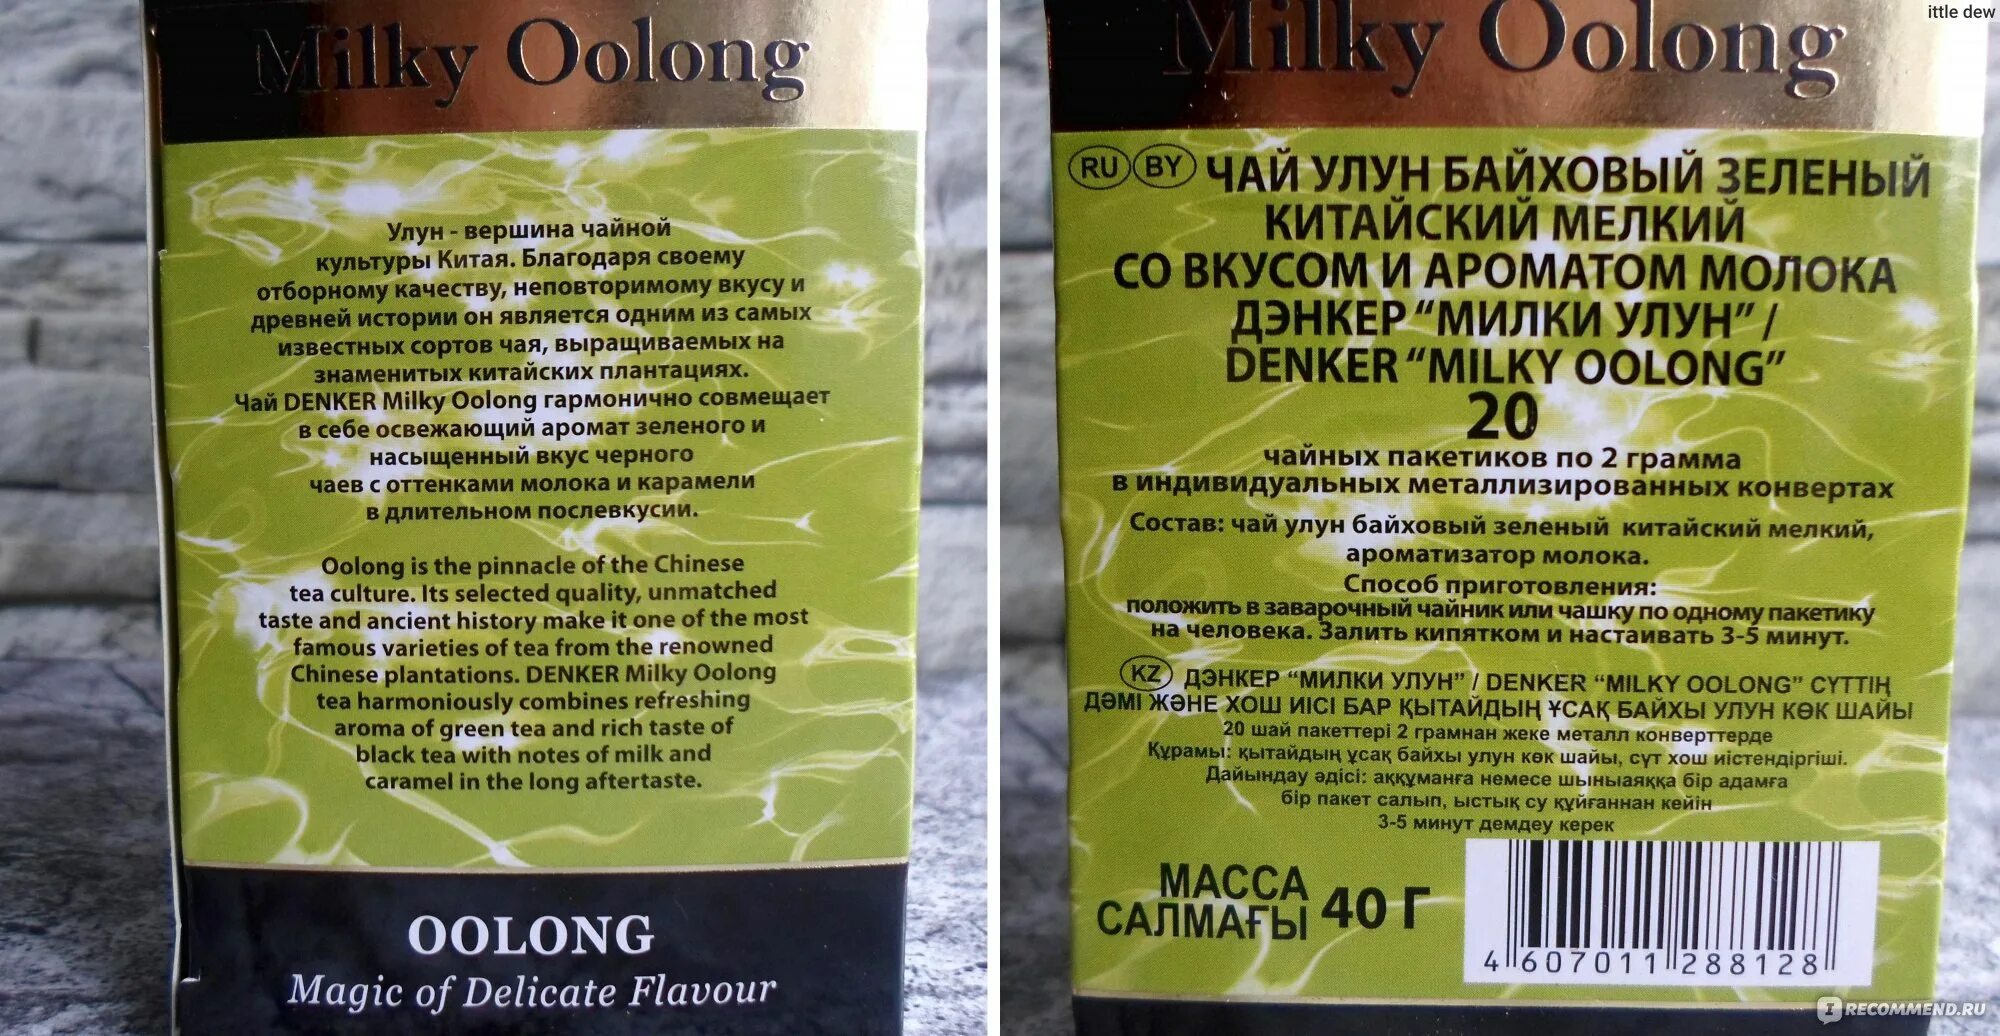 Milky Oolong
Улун - вершина чайной
культуры Китая. Благодаря своему
отборному качеству, неповторимому вкусу и
древней истории он является одним из самых
известных сортов чая, выращиваемых на
знаменитых китайских плантациях.
Чай DENKER Milky Oolong гармонично совмещает
в себе освежающий аромат зеленого и
насыщенный вкус черного
чаев с оттенками молока и карамели
в длительном послевкусии.
Oolong is the pinnacle of the Chinese
tea culture. Its selected quality, unmatched
taste and ancient history make it one of the most
famous varieties of tea from the renowned
Chinese plantations. DENKER Milky Oolong
tea harmoniously combines refreshing
aroma of green tea and rich taste of
black tea with notes of milk and
caramel in the long aftertaste.
OOLONG
Magic of Delicate Flavour
ittle dew
Milky Oolong
RU BY ЧАЙ УЛУН БАЙХОВЫЙ ЗЕЛЕНЫЙ
КИТАЙСКИЙ МЕЛКИЙ
СО ВКУСОМ И АРОМАТОМ МОЛОКА
ДЭНКЕР “МИЛКИ УЛУН” /
DENKER “MILKY OOLONG”
20
чайных пакетиков по 2 грамма
в индивидуальных металлизированных конвертах
Состав: чай улун байховый зеленый китайский мелкий,
ароматизатор молока.
Способ приготовления:
положить в заварочный чайник или чашку по одному пакетику
на человека. Залить кипятком и настаивать 3-5 минут.
KZ ДЭНКЕР “МИЛКИ УЛУН” / DENKER “MILKY OOLONG” СҮТТІҢ
ДӘМІ ЖӘНЕ ХОШ ИІСІ БАР ҚЫТАЙДЫҢ ҰСАҚ БАЙХЫ УЛУН КӨК ШАЙЫ
20 шай пакеттері 2 грамнан жеке металл конверттерде
Құрамы: қытайдың ұсақ байхы улун көк шайы, сүт хош иістендіргіші.
Дайындау әдісі: аққұманға немесе шыныаяққа бір адамға
бір пакет салып, ыстық су құйғаннан кейін
3-5 минут демдеу керек
МАССА
САЛМАҒЫ 40 Г
4 607011 288128
IRECOMMEND.RU